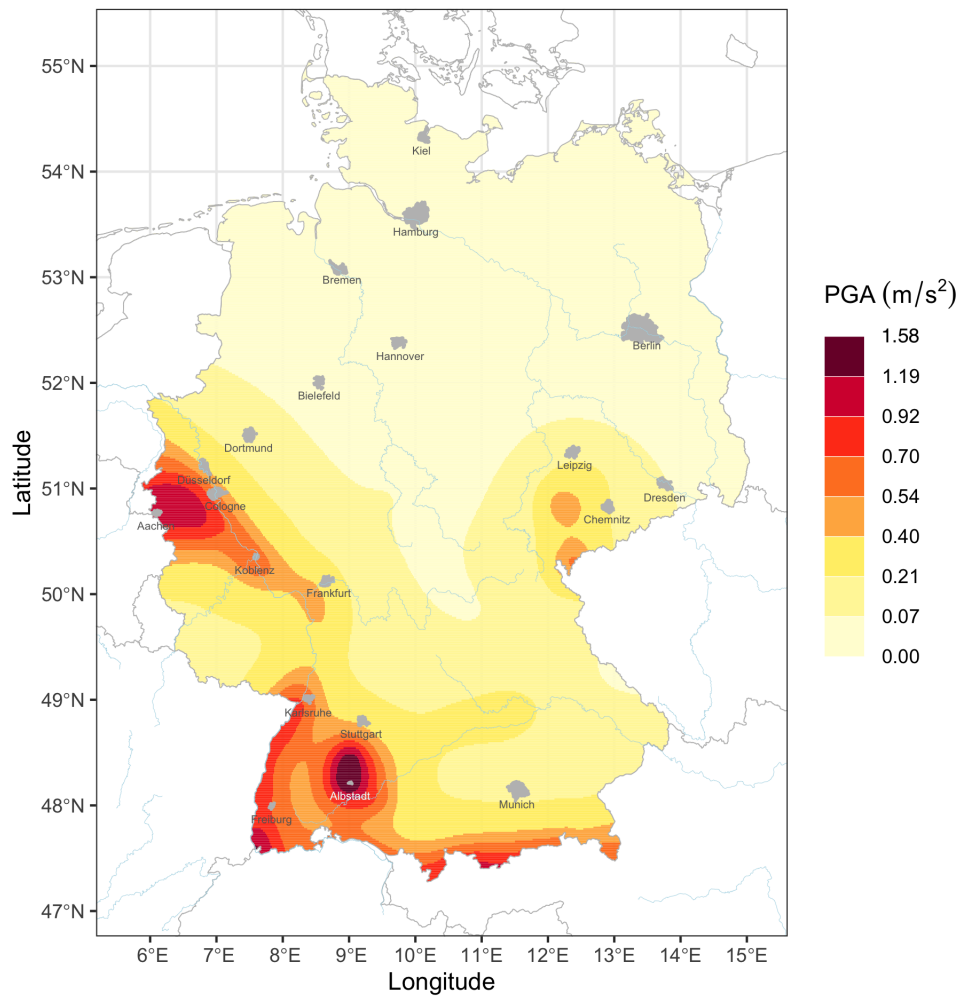 55°N
54°N
53°N
52°N
51°N
50°N
49°N
48°N
47°N
Latitude
Kiel
Hamburg
Bremen
Berlin
Hannover
Bielefeld
Dortmund
Leipzig
Düsseldorf
Dresden
Cologne
Chemnitz
Aachen
Koblenz
Frankfurt
Karlsruhe
Stuttgart
Albstadt
Munich
Freiburg
6°E 7°E 8°E 9°E 10°E 11°E 12°E 13°E 14°E 15°E
Longitude
PGA (m/s²)
1.58
1.19
0.92
0.70
0.54
0.40
0.21
0.07
0.00